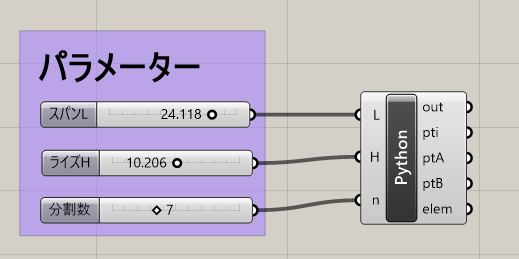 パラメーター
スパンL 24.118
ライズH 10.206
分割数 7
L
H
n
Python
out
pti
ptA
ptB
elem